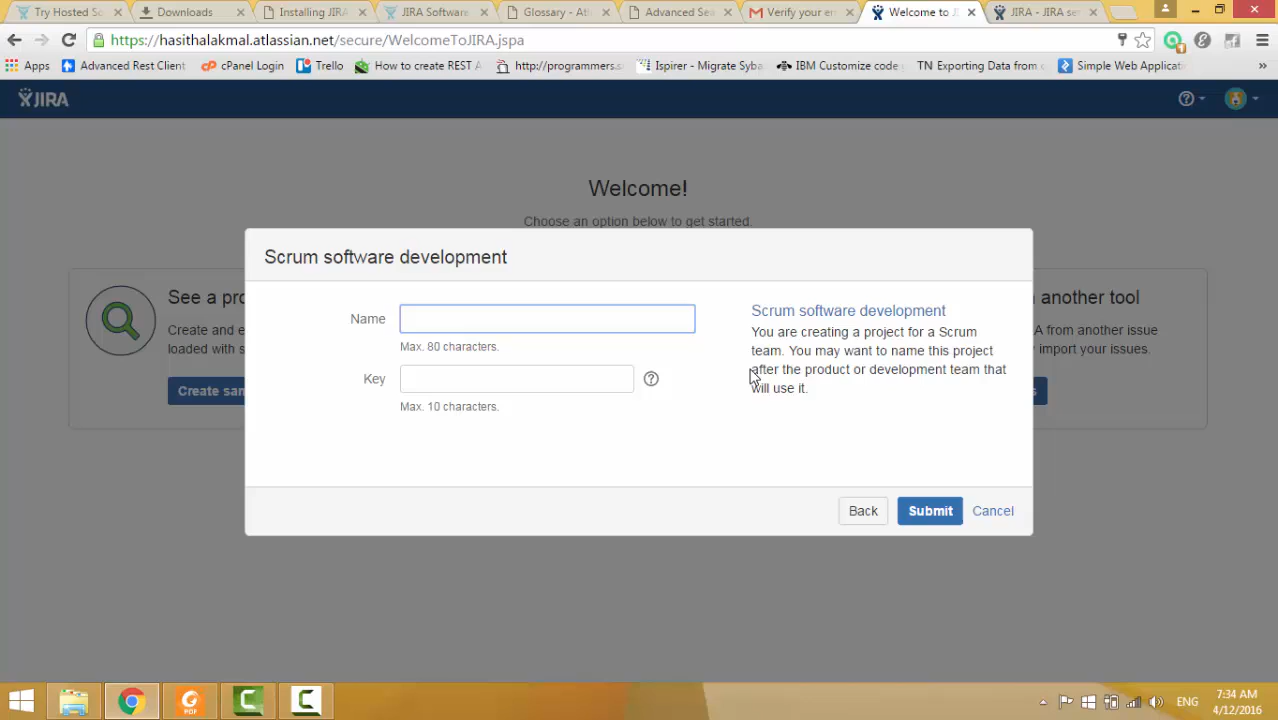 Try Hosted So
Downloads
Installing JIRA
JIRA Software
Glossary - Atl
Advanced Sea
Verify your em
Welcome to J
JIRA - JIRA se
https://hasithalakmal.atlassian.net/secure/WelcomeToJIRA.jspa
Apps
Advanced Rest Client
cPanel Login
Trello
How to create REST A
http://programmers.s
Ispirer - Migrate Syba
IBM Customize code
TN Exporting Data from
Simple Web Applicati
»
JIRA
Welcome!
Choose an option below to get started.
See a pro
Create and e
loaded with s
Create sam
another tool
A from another issue
import your issues.
s
Scrum software development
Name
Max. 80 characters.
Key
Max. 10 characters.
Scrum software development
You are creating a project for a Scrum
team. You may want to name this project
after the product or development team that
will use it.
Back
Submit
Cancel
PDF
ENG
7:34 AM
4/12/2016